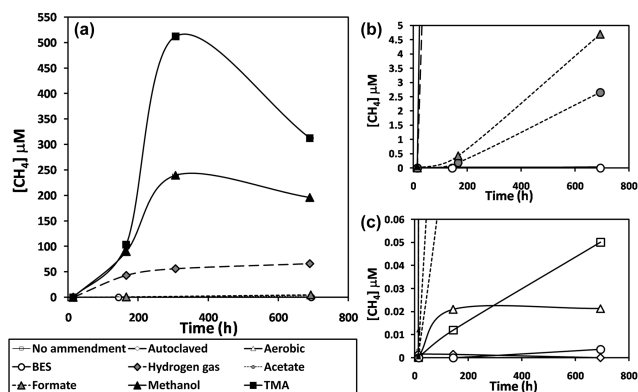 (a)
[CH₄] μM
550
500
450
400
350
300
250
200
150
100
50
0
0 200 400 600 800
Time (h)
(b)
[CH₄] μM
5
4.5
4
3.5
3
2.5
2
1.5
1
0.5
0
0 200 400 600 800
Time (h)
(c)
[CH₄] μM
0.06
0.05
0.04
0.03
0.02
0.01
0
0 200 400 600 800
Time (h)
No ammendment Autoclaved Aerobic
BES Hydrogen gas Acetate
Formate Methanol TMA